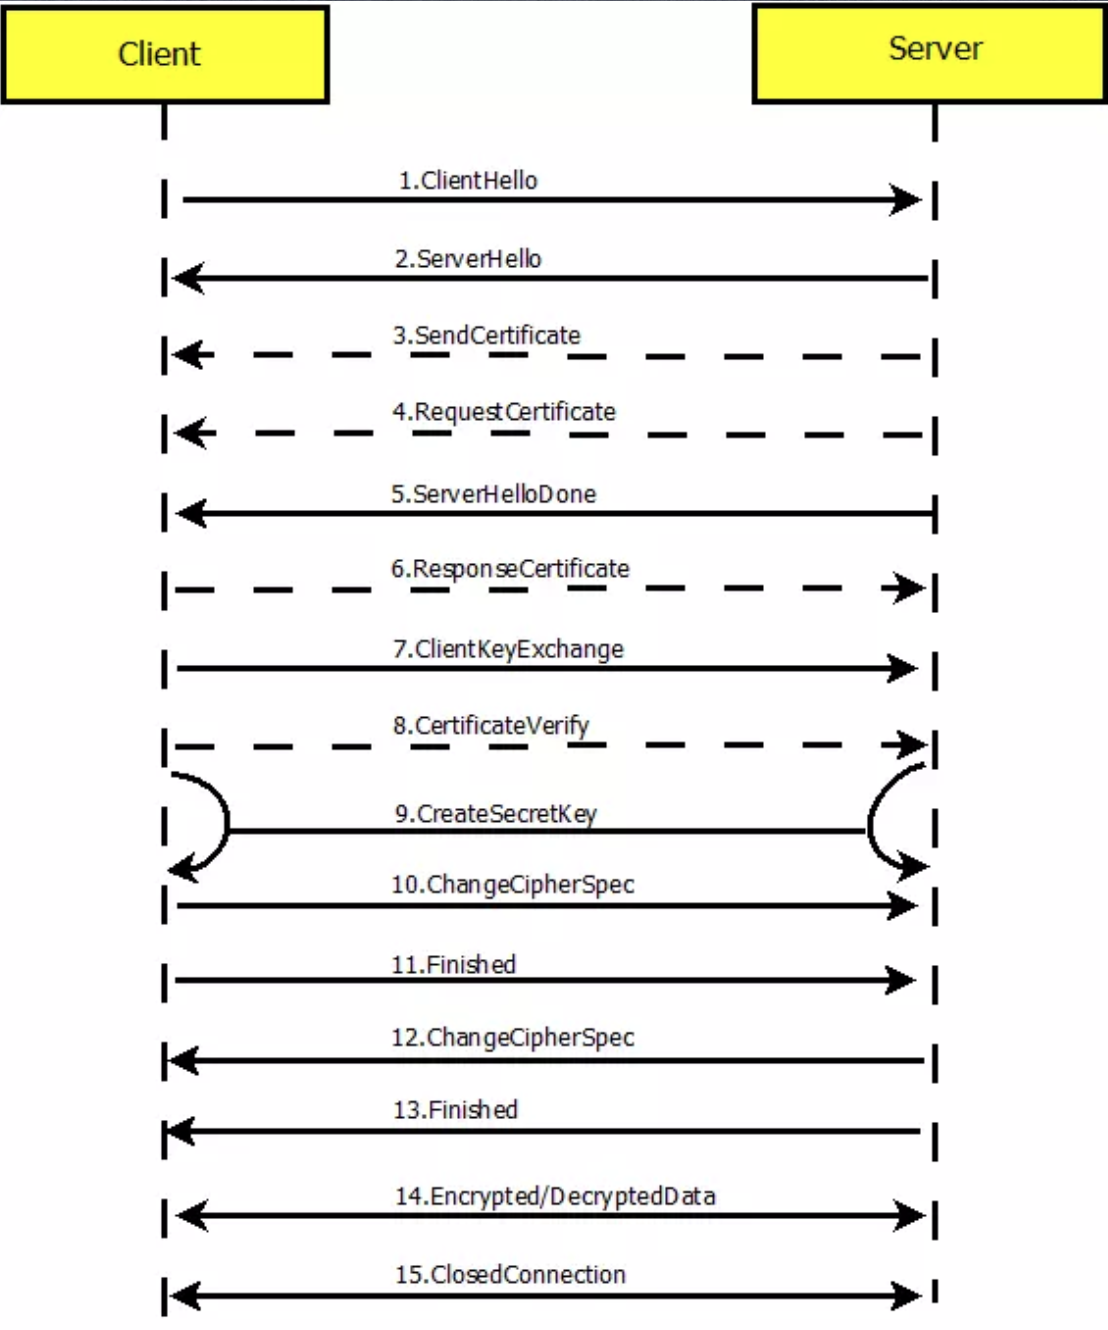 Client
Server
1.ClientHello
2.ServerHello
3.SendCertificate
4.RequestCertificate
5.ServerHelloDone
6.ResponseCertificate
7.ClientKeyExchange
8.CertificateVerify
9.CreateSecretKey
10.ChangeCipherSpec
11.Finished
12.ChangeCipherSpec
13.Finished
14.Encrypted/DecryptedData
15.ClosedConnection